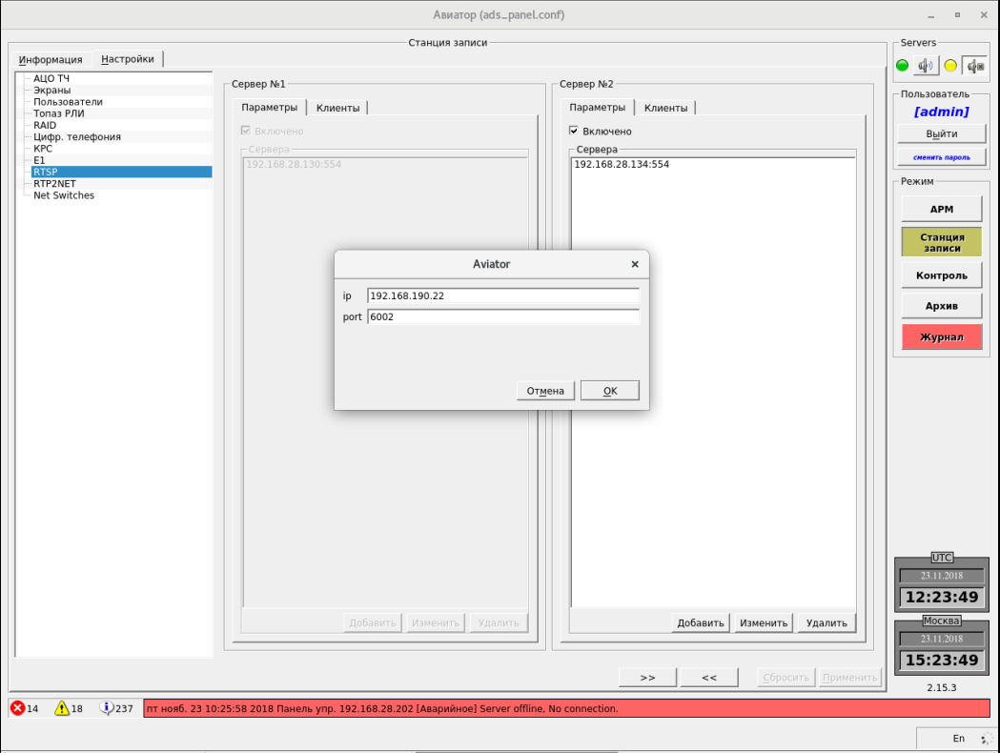 Авиатор (ads_panel.conf)
Станция записи
Информация
Настройки
АЦО ТЧ
Экраны
Пользователи
Топаз РЛИ
RAID
Цифр. телефония
КРС
E1
RTSP
RTP2NET
Net Switches
Сервер №1
Параметры
Клиенты
Включено
Сервера
192.168.28.130:554
Добавить
Изменить
Удалить
Сервер №2
Параметры
Клиенты
Включено
Сервера
192.168.28.134:554
Добавить
Изменить
Удалить
Aviator
ip 192.168.190.22
port 6002
Отмена
OK
>>
<<
Сбросить
Применить
Servers
Пользователь
[admin]
Выйти
сменить пароль
Режим
АРМ
Станция
записи
Контроль
Архив
Журнал
UTC
23.11.2018
12:23:49
Москва
23.11.2018
15:23:49
2.15.3
14 18 237 пт нояб. 23 10:25:58 2018 Панель упр. 192.168.28.202 [Аварийное] Server offline, No connection.
En